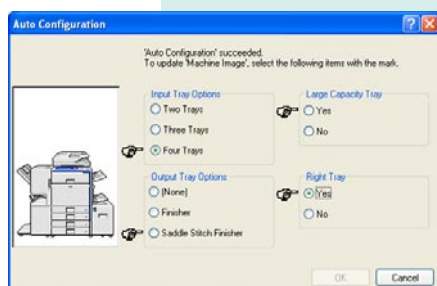 Auto Configuration
'Auto Configuration' succeeded.
To update 'Machine Image', select the following items with the mark.
Input Tray Options
Two Trays
Three Trays
Four Trays
Large Capacity Tray
Yes
No
Output Tray Options
(None)
Finisher
Saddle Stitch Finisher
Right Tray
Yes
No
OK
Cancel